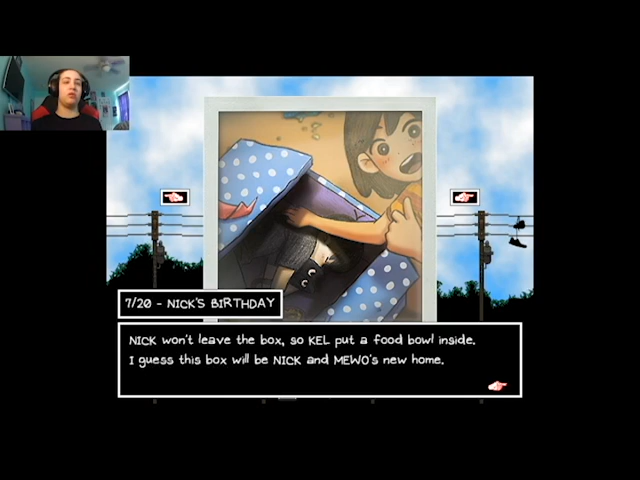 7/20 - NICK'S BIRTHDAY
NICK won't leave the box, so KEL put a food bowl inside.
I guess this box will be NICK and MEWO's new home.